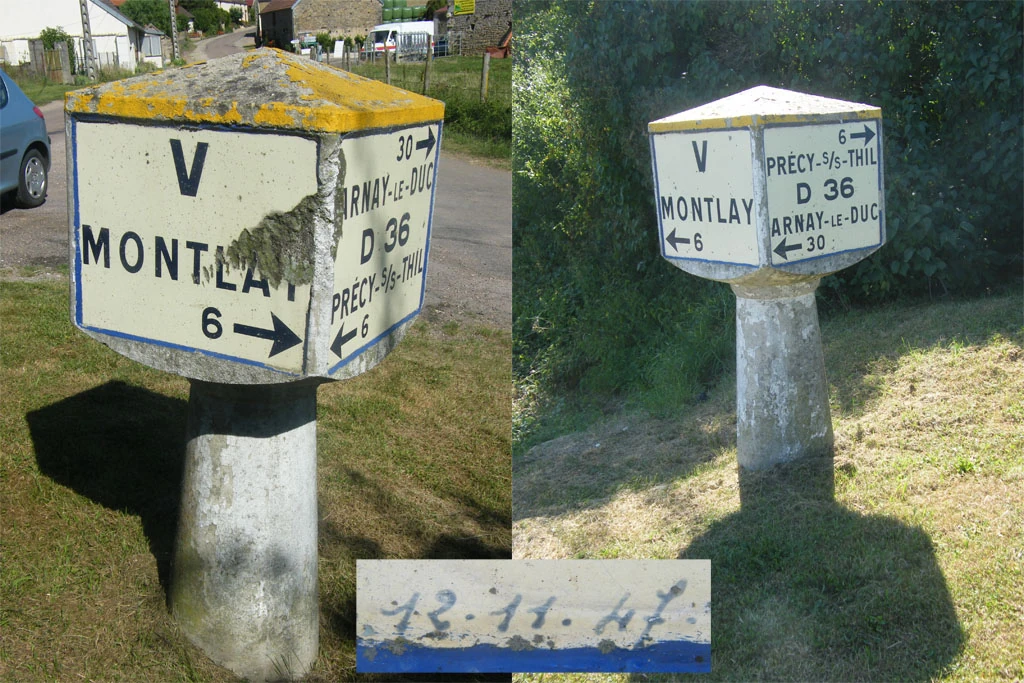 V
MONTLAY
6 →
30 →
ARNAY-LE-DUC
D 36
PRÉCY-S/S-THIL
← 6
V
MONTLAY
← 6
6 →
PRÉCY-S/S-THIL
D 36
ARNAY-LE-DUC
← 30
12.11.47.